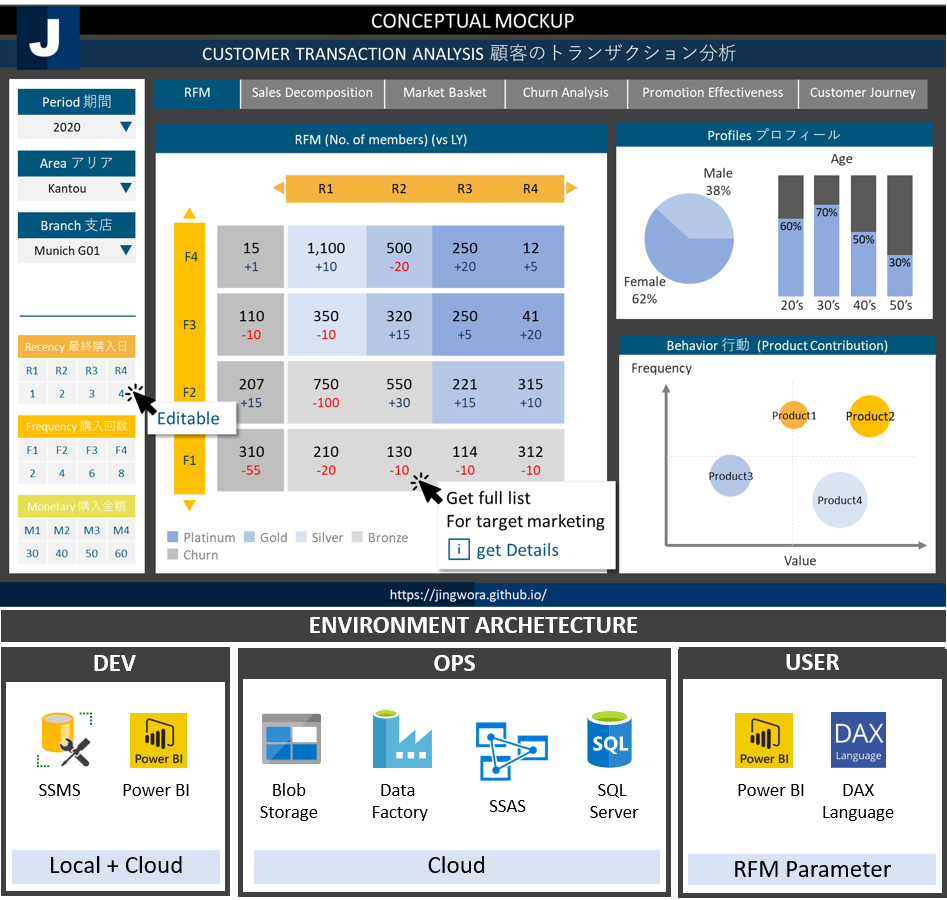 J
CONCEPTUAL MOCKUP
CUSTOMER TRANSACTION ANALYSIS 顧客のトランザクション分析
Period 期間
2020
Area アリア
Kantou
Branch 支店
Munich G01
Recency 最終購入日
R1 R2 R3 R4
1 2 3 4
Frequency 購入回数
F1 F2 F3 F4
2 4 6 8
Monetary 購入金額
M1 M2 M3 M4
30 40 50 60
Editable
RFM Sales Decomposition Market Basket Churn Analysis Promotion Effectiveness Customer Journey
RFM (No. of members) (vs LY)
R1 R2 R3 R4
F4 15 1,100 500 250 12
+1 +10 -20 +20 +5
F3 110 350 320 250 41
-10 -10 +15 +5 +20
F2 207 750 550 221 315
+15 -100 +30 +15 +10
F1 310 210 130 114 312
-55 -20 -10 -10 -10
Platinum Gold Silver Bronze
Churn
Get full list
For target marketing
i get Details
Profiles プロフィール
Male
38%
Female
62%
Age
60% 70% 50% 30%
20's 30's 40's 50's
Behavior 行動 (Product Contribution)
Frequency
Product1 Product2
Product3 Product4
Value
https://jingwora.github.io/
ENVIRONMENT ARCHETECTURE
DEV
Power BI
SSMS Power BI
Local + Cloud
OPS
SQL
Blob
Storage
Data
Factory
SSAS
SQL
Server
Cloud
USER
Power BI
DAX
Language
Power BI
DAX
Language
RFM Parameter